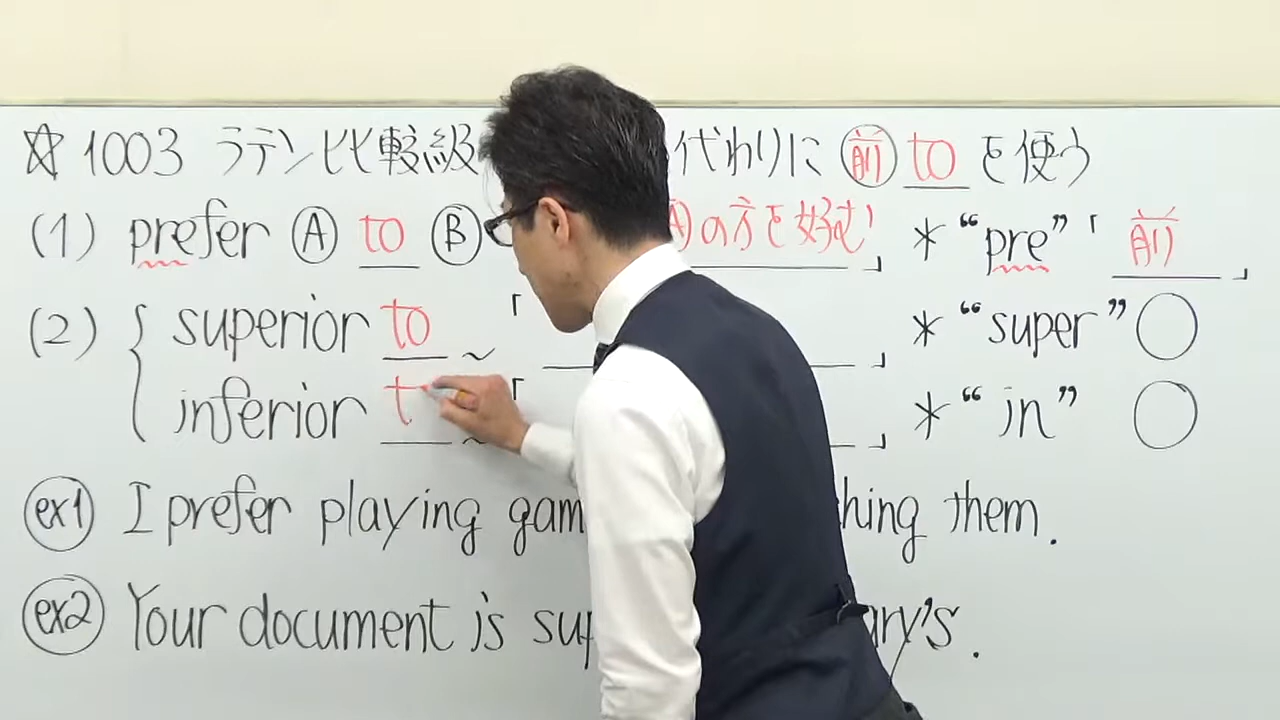 ☆ 1003 ラテン比較級 代わりに 前 to を使う
(1) prefer A to B Aの方を好む」 * “pre”「前」
(2) { superior to ~ 「 」 * “super” ○
inferior t ~ 「 」 * “in” ○
ex1 I prefer playing gam hing them.
ex2 Your document is sup ary's.